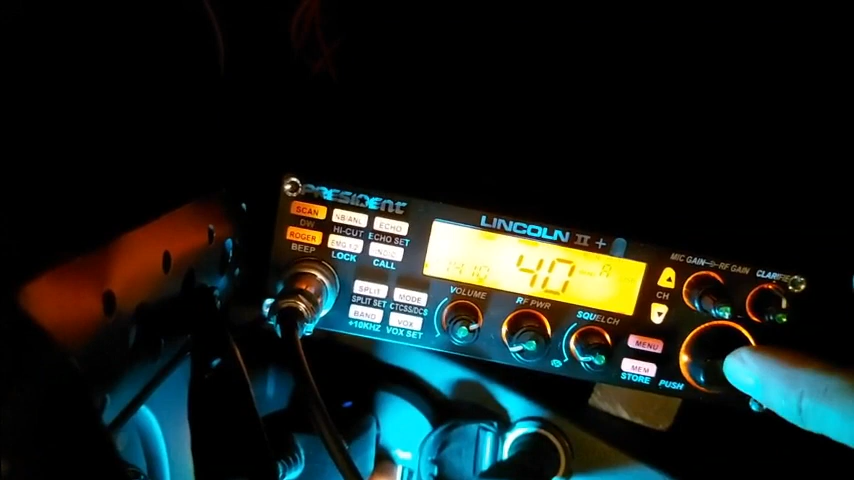 PRESIDENT
LINCOLN II +
SCAN
NB/ANL
ECHO
DW
HI-CUT
ECHO SET
ROGER
EMG 1/2
BEEP
LOCK
CALL
SPLIT
MODE
SPLIT SET
CTCSS/DCS
BAND
VOX
+10KHZ
VOX SET
40
VOLUME
RF PWR
SQUELCH
CH
MIC GAIN
RF GAIN
MENU
MEM
STORE
PUSH